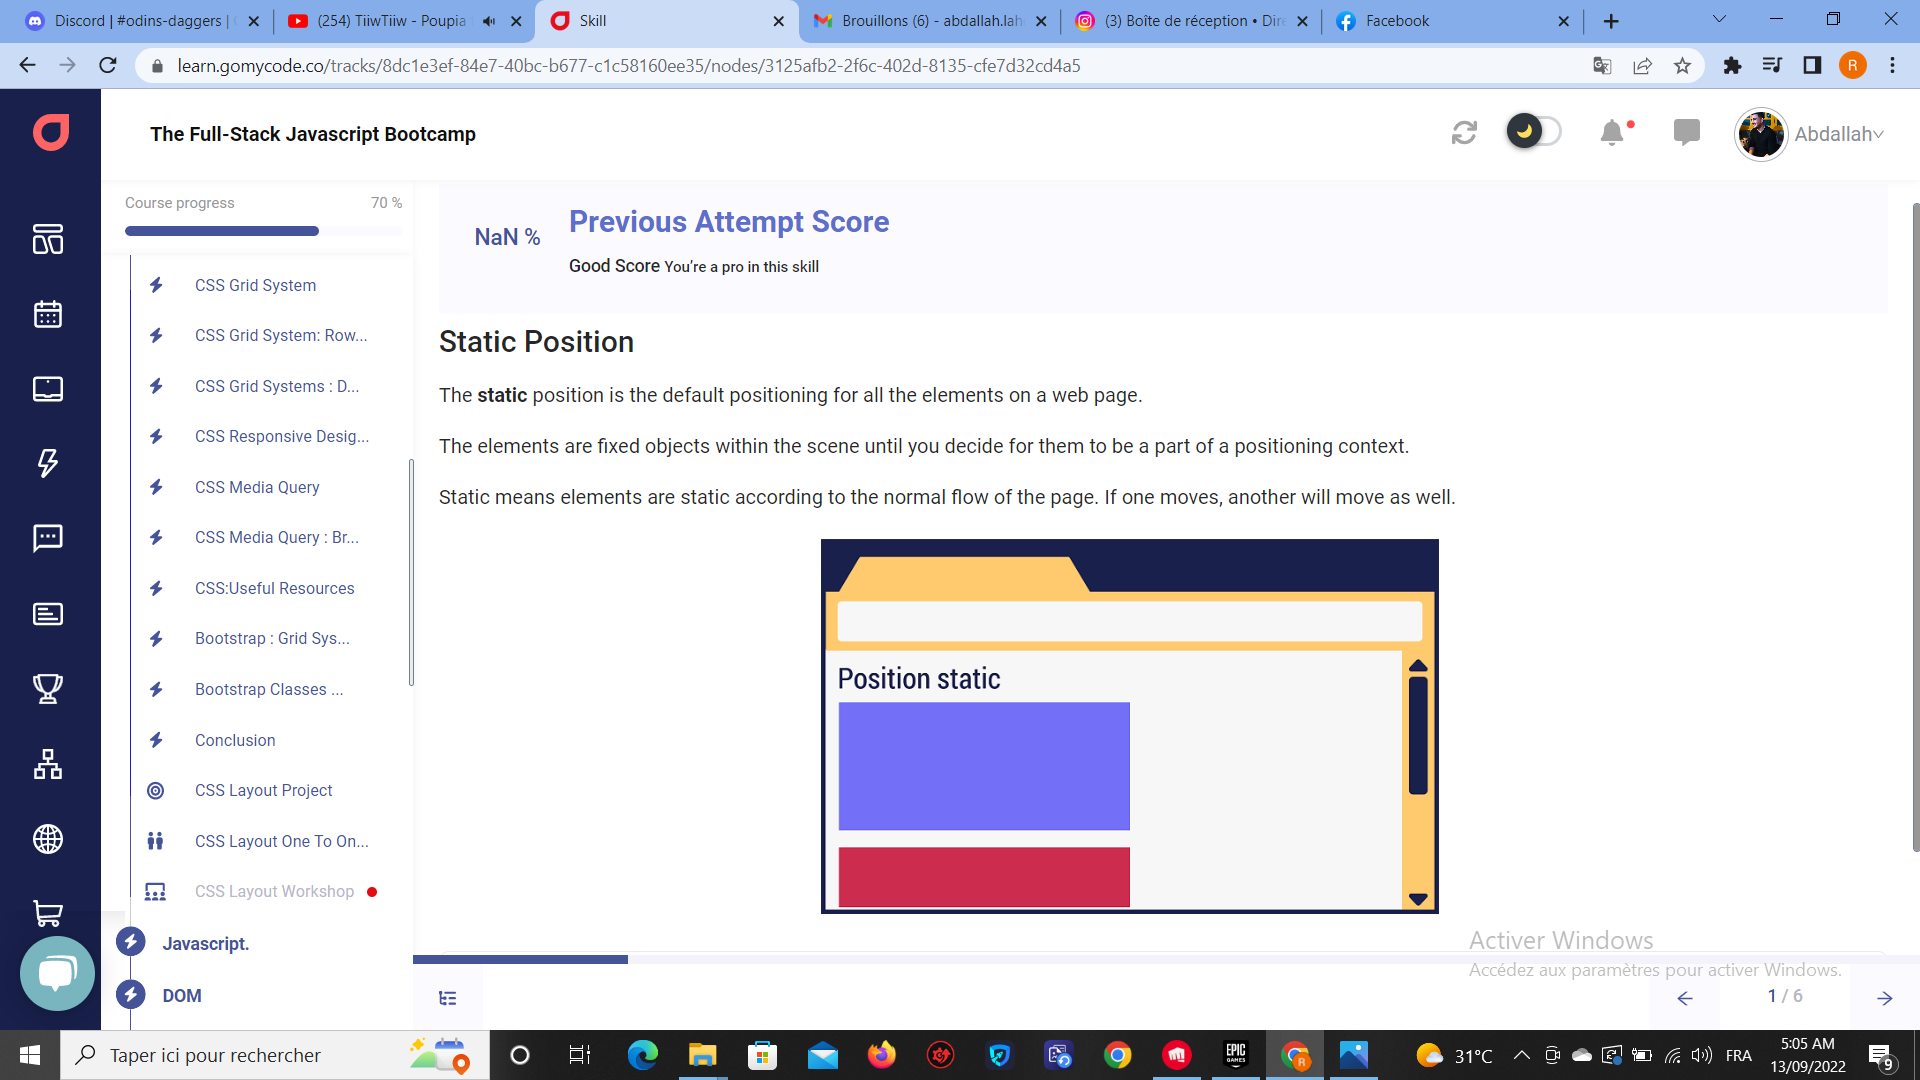 Discord | #odins-daggers |
(254) TiiwTiiw - Poupia
Skill
Brouillons (6) - abdallah.lah
(3) Boîte de réception • Dire
Facebook
learn.gomycode.co/tracks/8dc1e3ef-84e7-40bc-b677-c1c58160ee35/nodes/3125afb2-2f6c-402d-8135-cfe7d32cd4a5
R
The Full-Stack Javascript Bootcamp
Abdallah
Course progress 70 %
CSS Grid System
CSS Grid System: Row...
CSS Grid Systems : D...
CSS Responsive Desig...
CSS Media Query
CSS Media Query : Br...
CSS:Useful Resources
Bootstrap : Grid Sys...
Bootstrap Classes ...
Conclusion
CSS Layout Project
CSS Layout One To On...
CSS Layout Workshop
Javascript.
DOM
NaN %
Previous Attempt Score
Good Score You're a pro in this skill
Static Position
The static position is the default positioning for all the elements on a web page.
The elements are fixed objects within the scene until you decide for them to be a part of a positioning context.
Static means elements are static according to the normal flow of the page. If one moves, another will move as well.
Position static
Activer Windows
Accédez aux paramètres pour activer Windows.
1 / 6
Taper ici pour rechercher
EPIC
GAMES
R
31°C
FRA
5:05 AM
13/09/2022
9